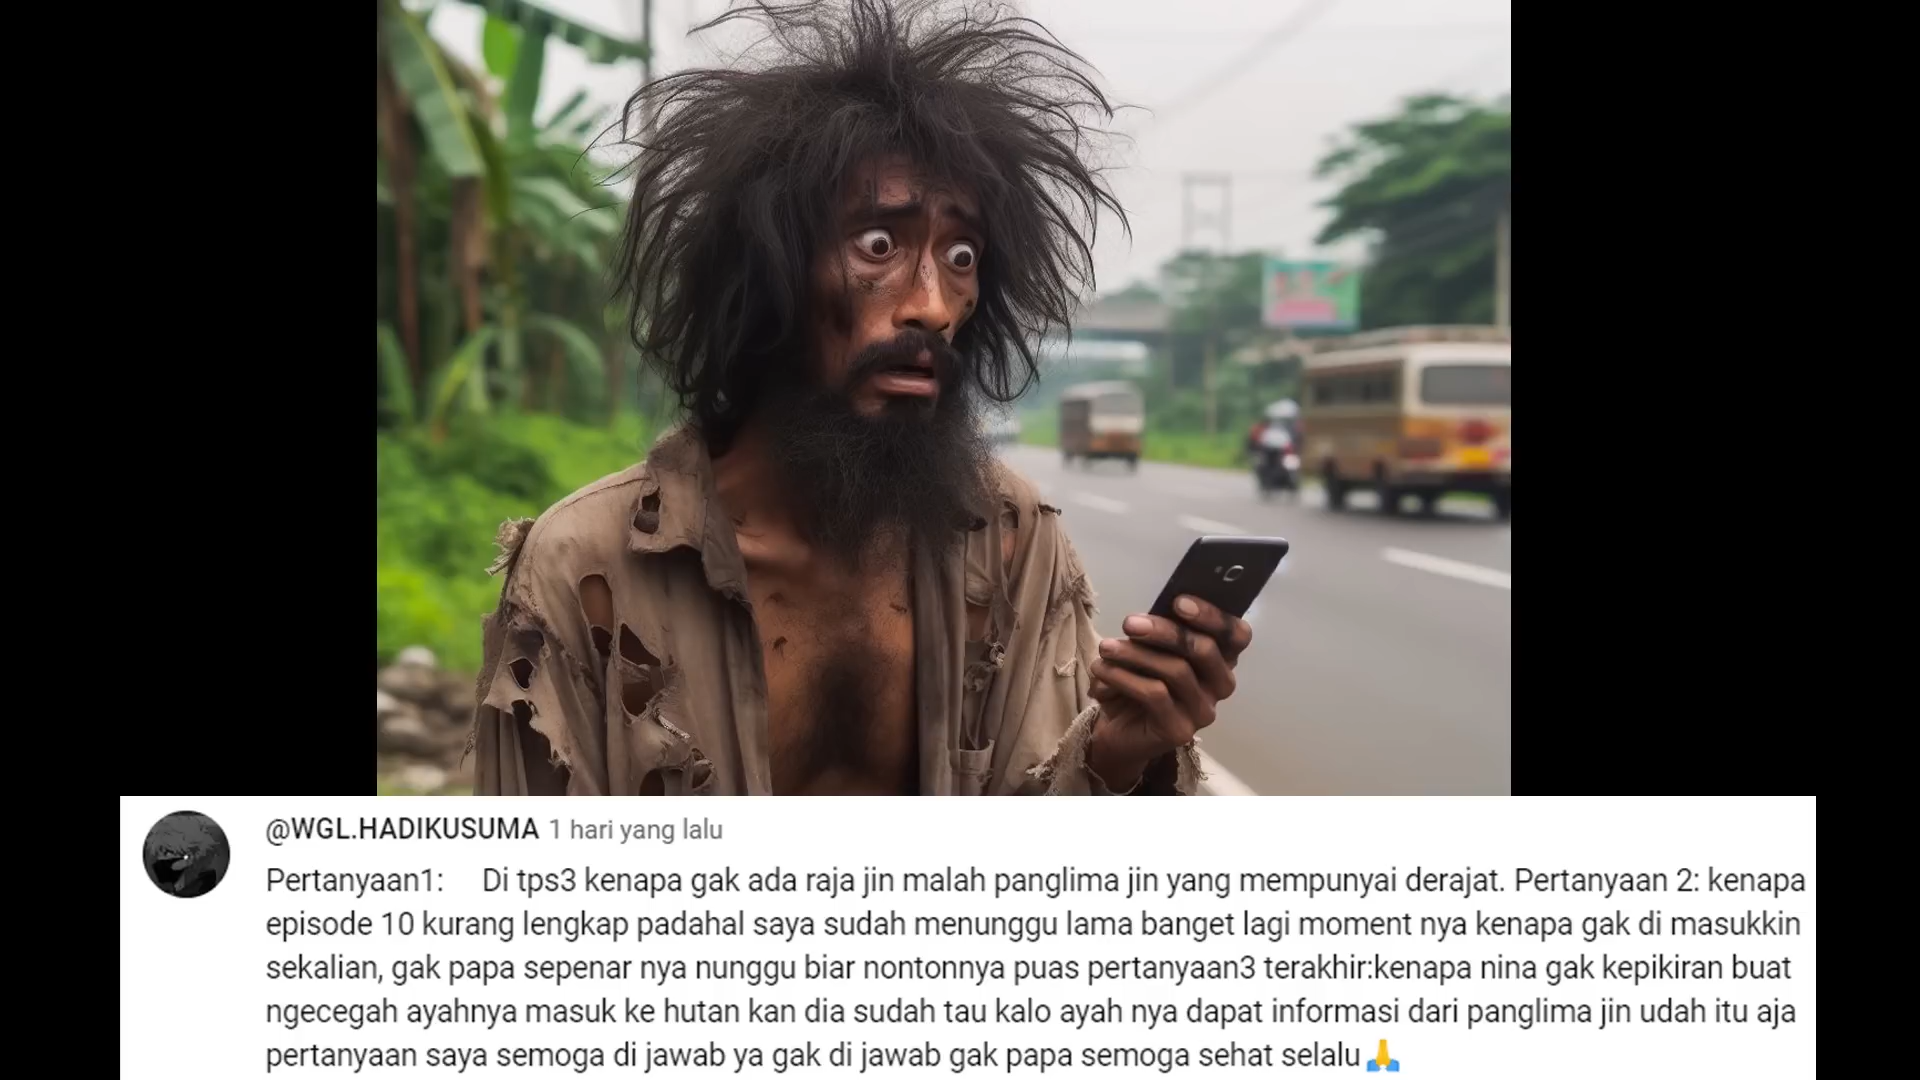 @WGL.HADIKUSUMA 1 hari yang lalu
Pertanyaan1: Di tps3 kenapa gak ada raja jin malah panglima jin yang mempunyai derajat. Pertanyaan 2: kenapa
episode 10 kurang lengkap padahal saya sudah menunggu lama banget lagi moment nya kenapa gak di masukkin
sekalian, gak papa sepenar nya nunggu biar nontonnya puas pertanyaan3 terakhir:kenapa nina gak kepikiran buat
ngecegah ayahnya masuk ke hutan kan dia sudah tau kalo ayah nya dapat informasi dari panglima jin udah itu aja
pertanyaan saya semoga di jawab ya gak di jawab gak papa semoga sehat selalu🙏